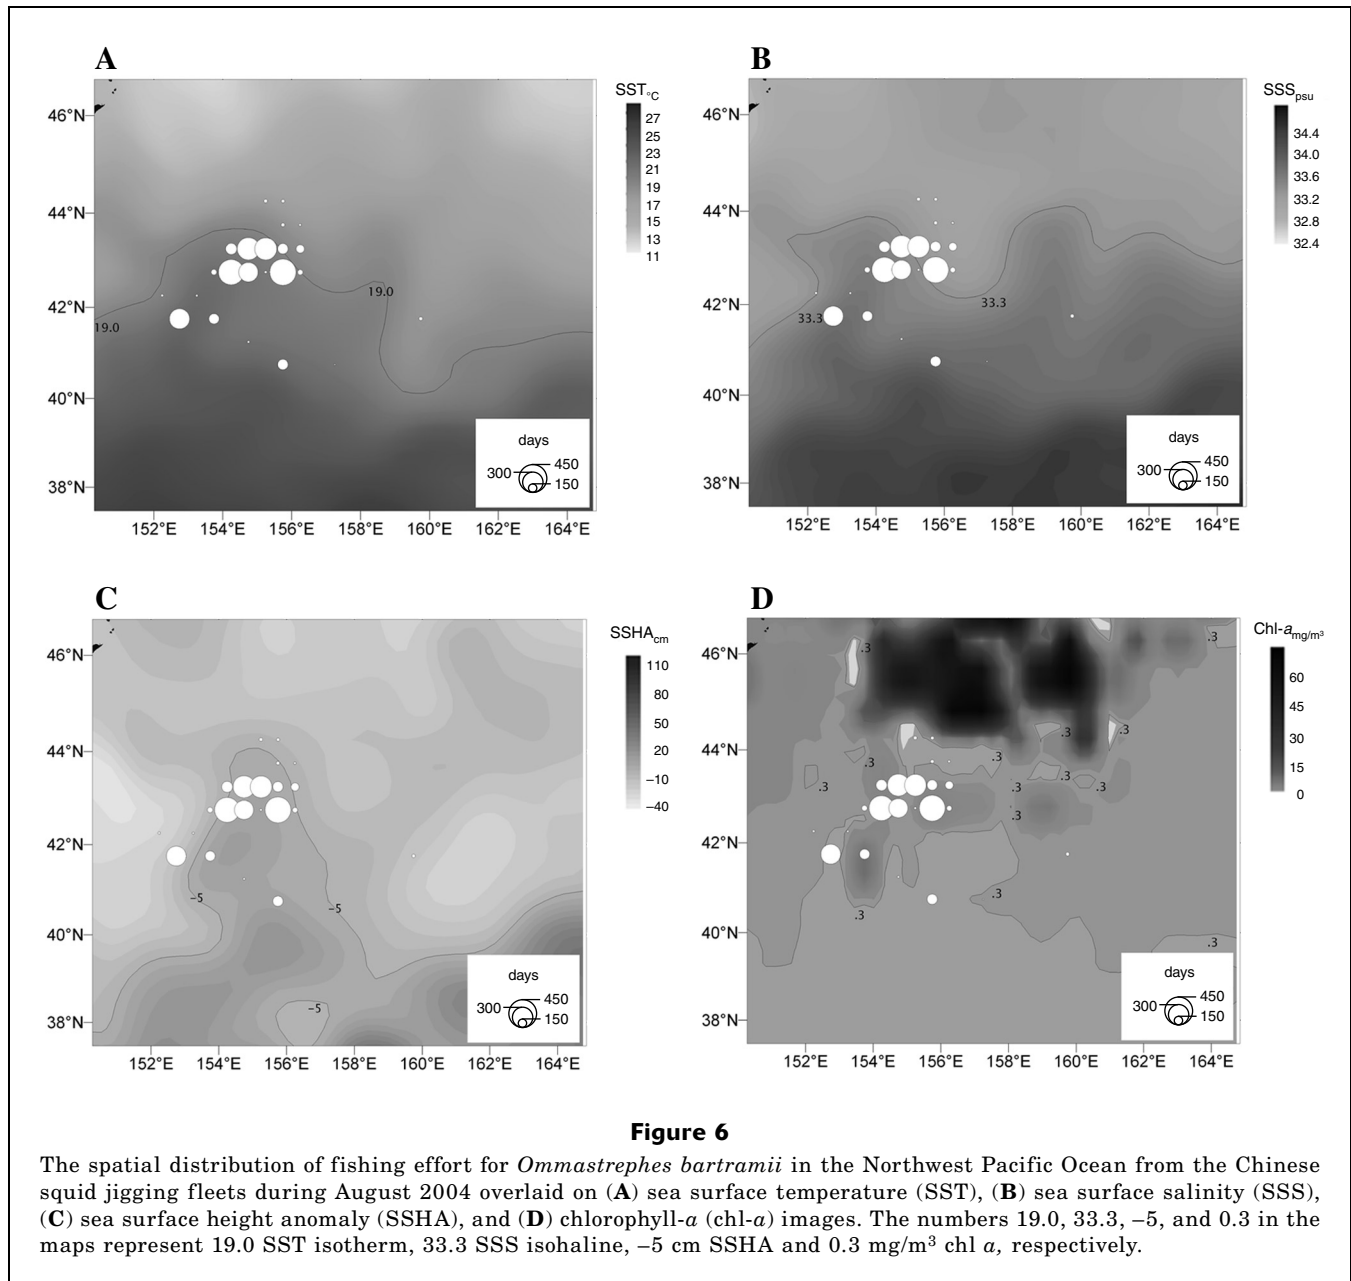 A
SST°C
27
25
23
21
19
17
15
13
11
46°N
44°N
42°N
40°N
38°N
19.0
19.0
days
300
450
150
152°E 154°E 156°E 158°E 160°E 162°E 164°E
B
SSSpsu
34.4
34.0
33.6
33.2
32.8
32.4
46°N
44°N
42°N
40°N
38°N
33.3
33.3
days
300
450
150
152°E 154°E 156°E 158°E 160°E 162°E 164°E
C
SSHAcm
110
80
50
20
−10
−40
46°N
44°N
42°N
40°N
38°N
−5
−5
−5
days
300
450
150
152°E 154°E 156°E 158°E 160°E 162°E 164°E
D
Chl-amg/m³
60
45
30
15
0
46°N
44°N
42°N
40°N
38°N
.3
.3
.3
.3
.3
.3
.3
.3
.3
.3
.3
.3
.3
.3
days
300
450
150
152°E 154°E 156°E 158°E 160°E 162°E 164°E
Figure 6
The spatial distribution of fishing effort for Ommastrephes bartramii in the Northwest Pacific Ocean from the Chinese
squid jigging fleets during August 2004 overlaid on (A) sea surface temperature (SST), (B) sea surface salinity (SSS),
(C) sea surface height anomaly (SSHA), and (D) chlorophyll-a (chl-a) images. The numbers 19.0, 33.3, –5, and 0.3 in the
maps represent 19.0 SST isotherm, 33.3 SSS isohaline, –5 cm SSHA and 0.3 mg/m³ chl a, respectively.